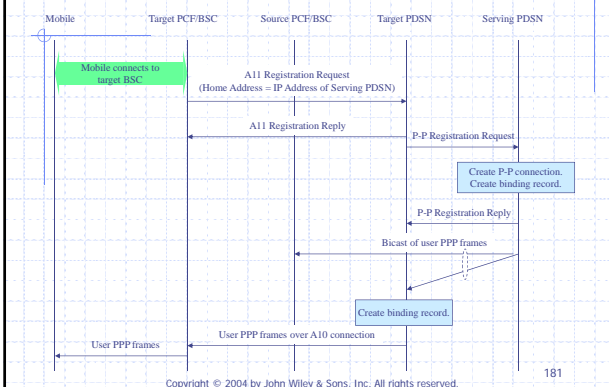 Mobile Target PCF/BSC Source PCF/BSC Target PDSN Serving PDSN
Mobile connects to
target BSC
A11 Registration Request
(Home Address = IP Address of Serving PDSN)
A11 Registration Reply
P-P Registration Request
Create P-P connection.
Create binding record.
P-P Registration Reply
Bicast of user PPP frames
Create binding record.
User PPP frames over A10 connection
User PPP frames
181
Copyright © 2004 by John Wiley & Sons, Inc. All rights reserved.